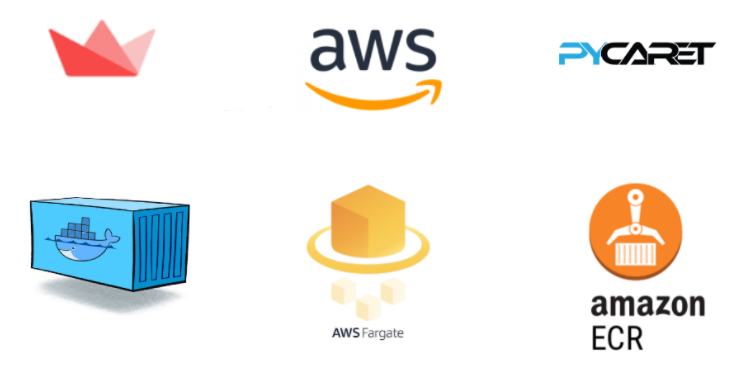 aws
PYCARET
AWS Fargate
amazon
ECR